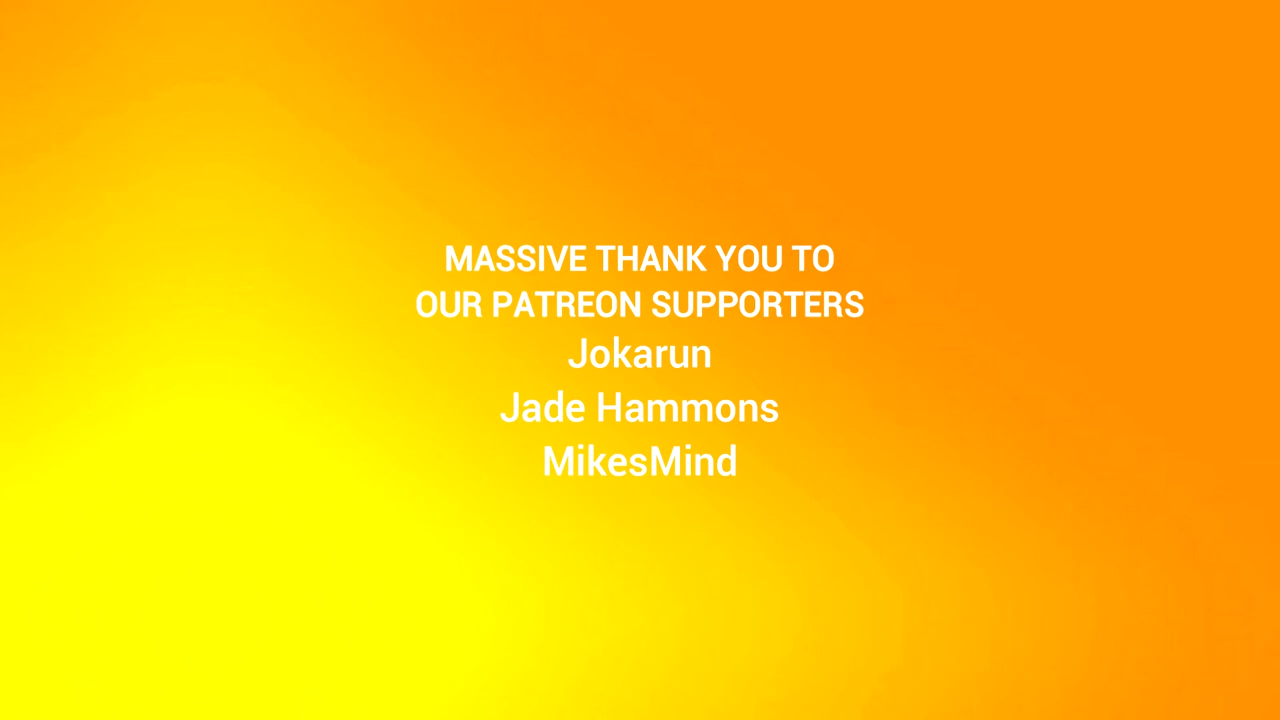 MASSIVE THANK YOU TO
OUR PATREON SUPPORTERS
Jokarun
Jade Hammons
MikesMind